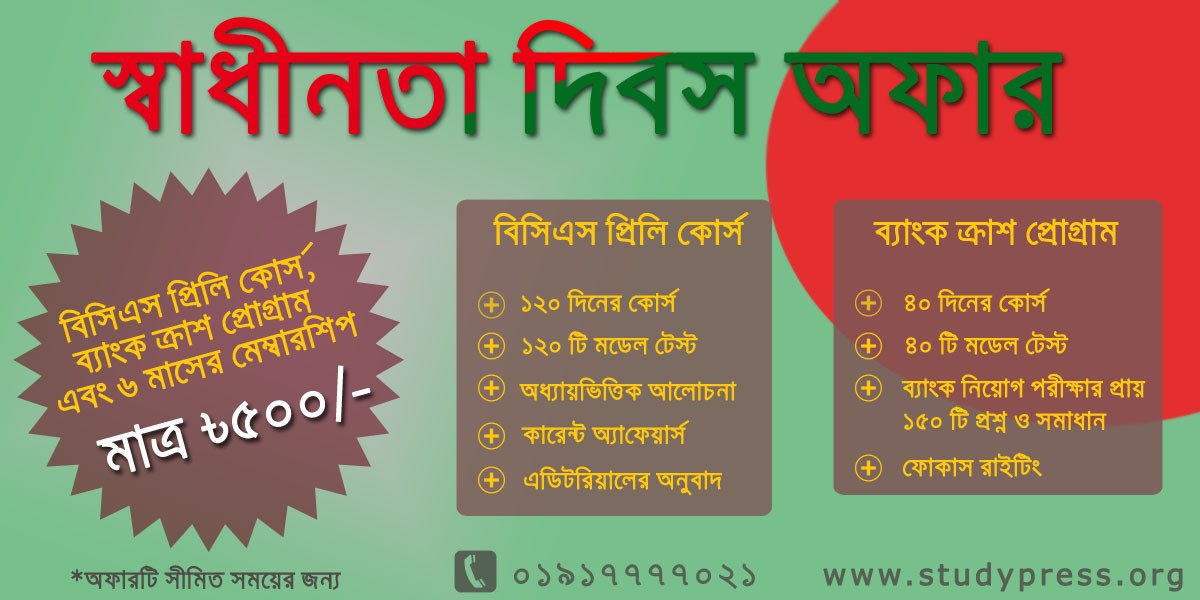 স্বাধীনতা দিবস অফার
বিসিএস প্রিলি কোর্স,
ব্যাংক ক্রাশ প্রোগ্রাম
এবং ৬ মাসের মেম্বারশিপ
মাত্র ৳৫০০/-
*অফারটি সীমিত সময়ের জন্য
বিসিএস প্রিলি কোর্স
১২০ দিনের কোর্স
১২০ টি মডেল টেস্ট
অধ্যায়ভিত্তিক আলোচনা
কারেন্ট অ্যাফেয়ার্স
এডিটরিয়ালের অনুবাদ
ব্যাংক ক্রাশ প্রোগ্রাম
৪০ দিনের কোর্স
৪০ টি মডেল টেস্ট
ব্যাংক নিয়োগ পরীক্ষার প্রায়
১৫০ টি প্রশ্ন ও সমাধান
ফোকাস রাইটিং
০১৯১৭৭৭৭০২১
www.studypress.org